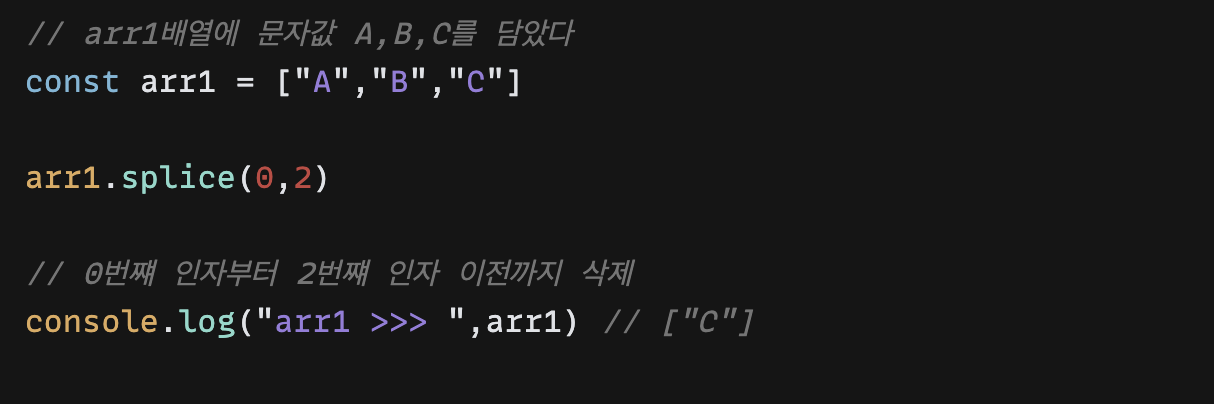 // arr1배열에 문자값 A,B,C를 담았다
const arr1 = ["A","B","C"]
arr1.splice(0,2)
// 0번쨰 인자부터 2번쨰 인자 이전까지 삭제
console.log("arr1 >>> ",arr1) // ["C"]